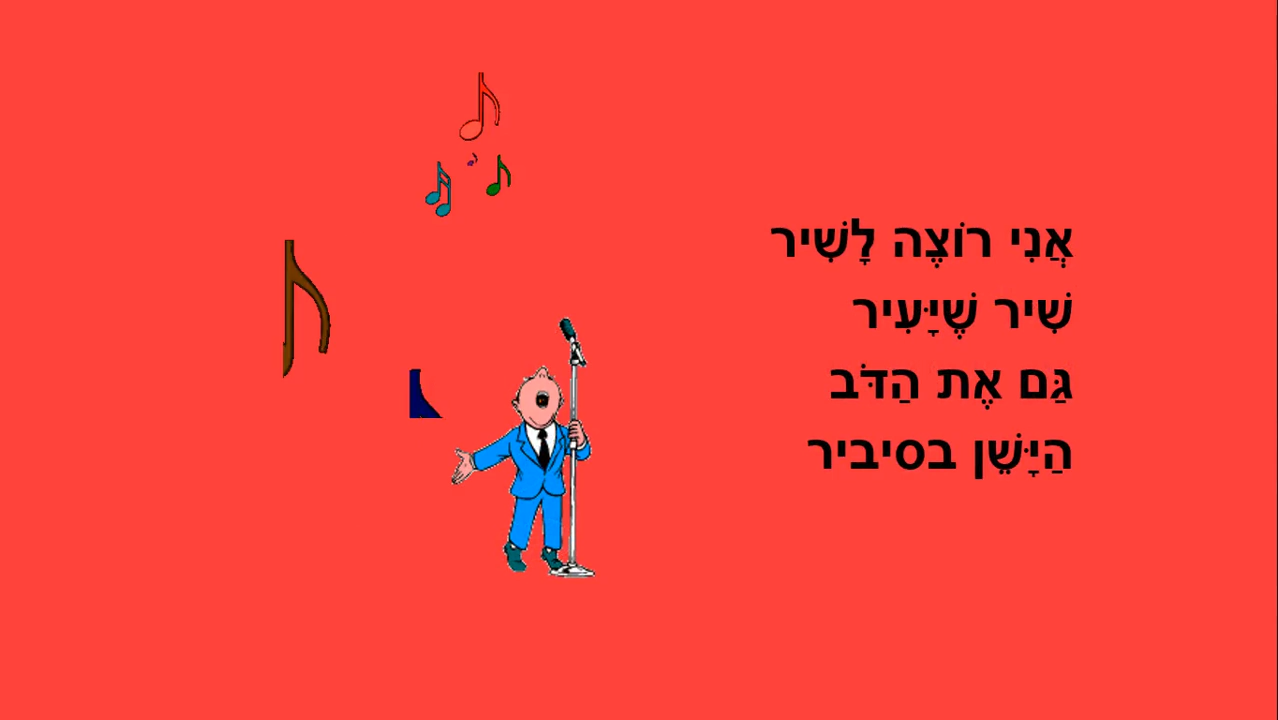 אֲנִי רוֹצֶה לָשִׁיר
שִׁיר שֶׁיָּעִיר
גַּם אֶת הַדֹּב
הַיָּשֵׁן בסיביר